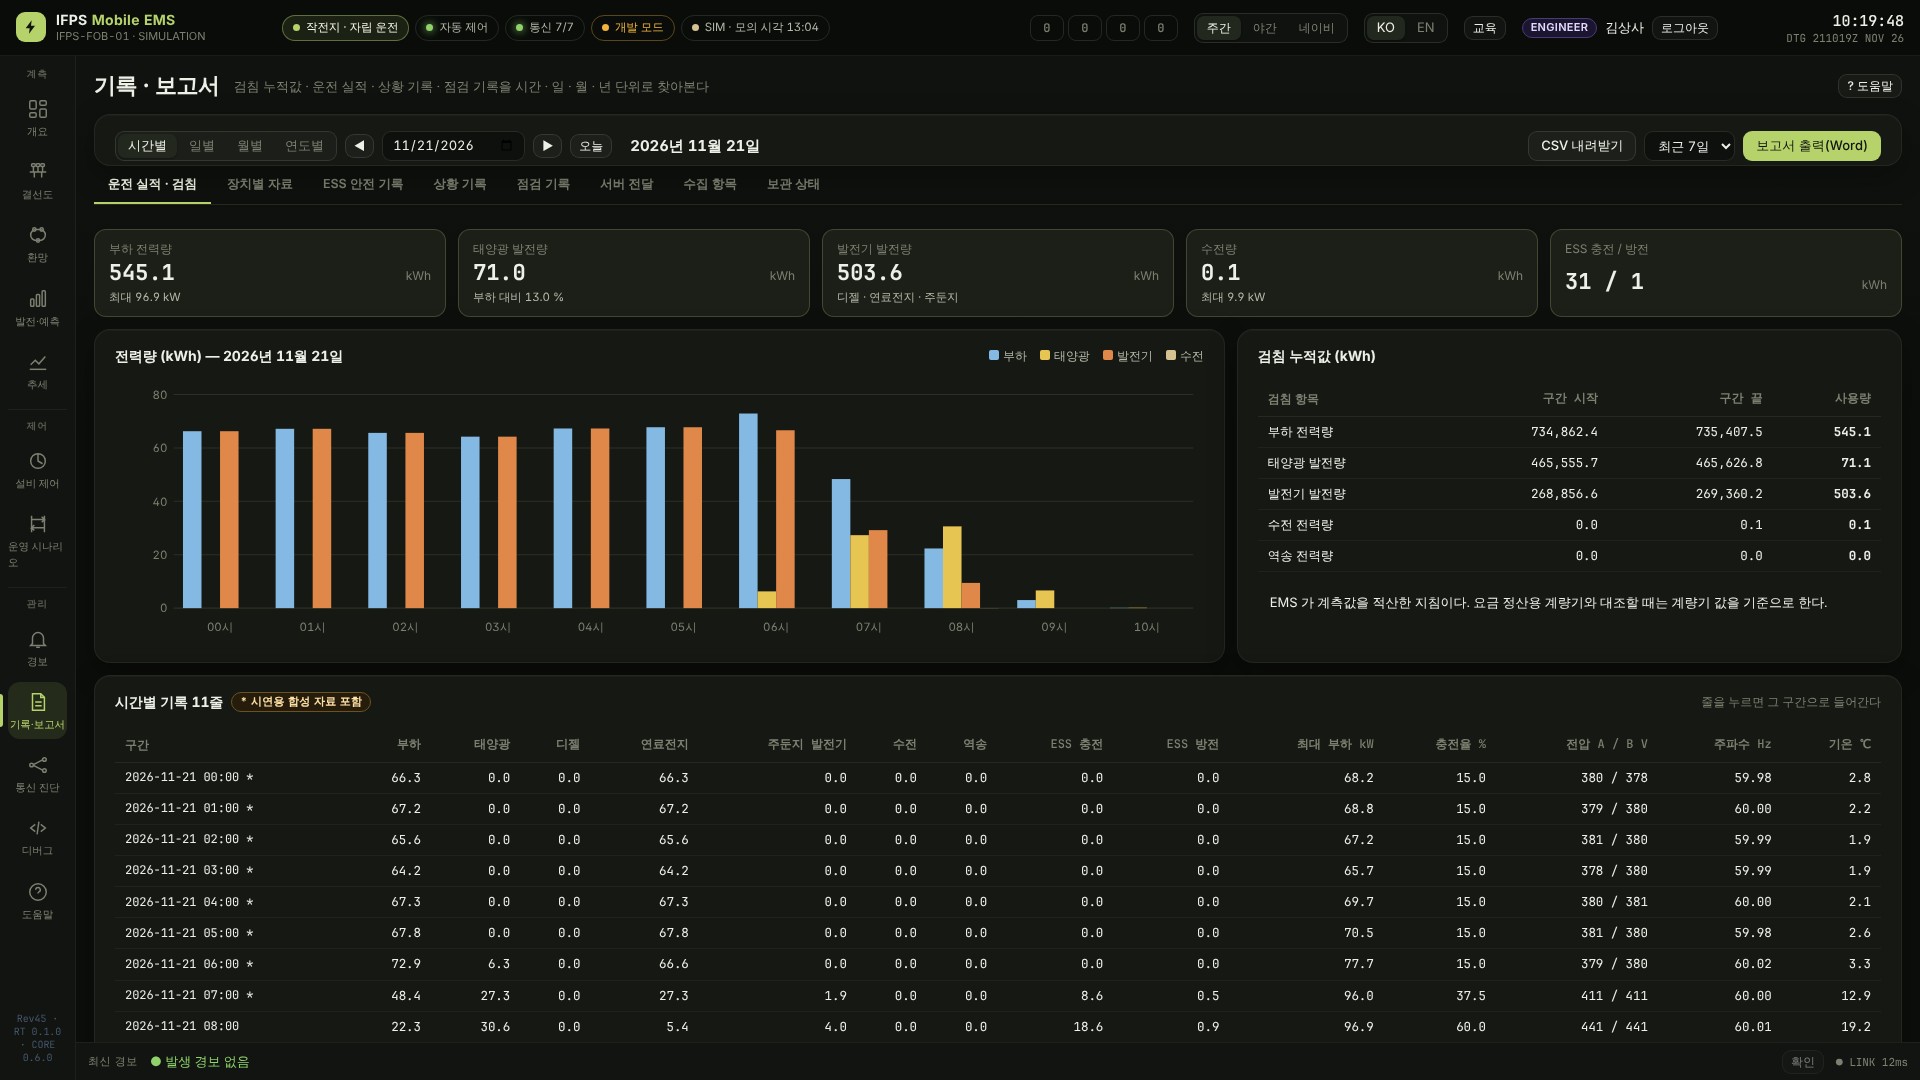 IFPS Mobile EMS
IFPS-FOB-01 · SIMULATION
작전지 · 자립 운전
자동 제어
통신 7/7
개발 모드
SIM · 모의 시각 13:04
0 0 0 0
주간 야간 네이비
KO EN
교육
ENGINEER 김상사 로그아웃
10:19:48
DTG 211019Z NOV 26
계측
개요
결선도
환망
발전·예측
추세
제어
설비 제어
운영 시나리
오
관리
경보
기록·보고서
통신 진단
디버그
도움말
Rev45 ·
RT 0.1.0
· CORE
0.6.0
기록 · 보고서
검침 누적값 · 운전 실적 · 상황 기록 · 점검 기록을 시간 · 일 · 월 · 년 단위로 찾아본다
? 도움말
시간별 일별 월별 연도별
◀ 11/21/2026 ▶ 오늘
2026년 11월 21일
CSV 내려받기
최근 7일
보고서 출력(Word)
운전 실적 · 검침
장치별 자료
ESS 안전 기록
상황 기록
점검 기록
서버 전달
수집 항목
보관 상태
부하 전력량
545.1 kWh
최대 96.9 kW
태양광 발전량
71.0 kWh
부하 대비 13.0 %
발전기 발전량
503.6 kWh
디젤 · 연료전지 · 주둔지
수전량
0.1 kWh
최대 9.9 kW
ESS 충전 / 방전
31 / 1 kWh
전력량 (kWh) — 2026년 11월 21일
부하 태양광 발전기 수전
80
60
40
20
0
00시 01시 02시 03시 04시 05시 06시 07시 08시 09시 10시
검침 누적값 (kWh)
검침 항목 구간 시작 구간 끝 사용량
부하 전력량 734,862.4 735,407.5 545.1
태양광 발전량 465,555.7 465,626.8 71.1
발전기 발전량 268,856.6 269,360.2 503.6
수전 전력량 0.0 0.1 0.1
역송 전력량 0.0 0.0 0.0
EMS 가 계측값을 적산한 지침이다. 요금 정산용 계량기와 대조할 때는 계량기 값을 기준으로 한다.
시간별 기록 11줄
* 시연용 합성 자료 포함
줄을 누르면 그 구간으로 들어간다
구간 부하 태양광 디젤 연료전지 주둔지 발전기 수전 역송 ESS 충전 ESS 방전 최대 부하 kW 충전율 % 전압 A / B V 주파수 Hz 기온 ℃
2026-11-21 00:00 * 66.3 0.0 0.0 66.3 0.0 0.0 0.0 0.0 0.0 68.2 15.0 380 / 378 59.98 2.8
2026-11-21 01:00 * 67.2 0.0 0.0 67.2 0.0 0.0 0.0 0.0 0.0 68.8 15.0 379 / 380 60.00 2.2
2026-11-21 02:00 * 65.6 0.0 0.0 65.6 0.0 0.0 0.0 0.0 0.0 67.2 15.0 381 / 380 59.99 1.9
2026-11-21 03:00 * 64.2 0.0 0.0 64.2 0.0 0.0 0.0 0.0 0.0 65.7 15.0 378 / 380 59.99 1.9
2026-11-21 04:00 * 67.3 0.0 0.0 67.3 0.0 0.0 0.0 0.0 0.0 69.7 15.0 380 / 381 60.00 2.1
2026-11-21 05:00 * 67.8 0.0 0.0 67.8 0.0 0.0 0.0 0.0 0.0 70.5 15.0 381 / 380 59.98 2.6
2026-11-21 06:00 * 72.9 6.3 0.0 66.6 0.0 0.0 0.0 0.0 0.0 77.7 15.0 379 / 380 60.02 3.3
2026-11-21 07:00 * 48.4 27.3 0.0 27.3 1.9 0.0 0.0 8.6 0.5 96.0 37.5 411 / 411 60.00 12.9
2026-11-21 08:00 22.3 30.6 0.0 5.4 4.0 0.0 0.0 18.6 0.9 96.9 60.0 441 / 441 60.01 19.2
최신 경보
발생 경보 없음
확인
LINK 12ms